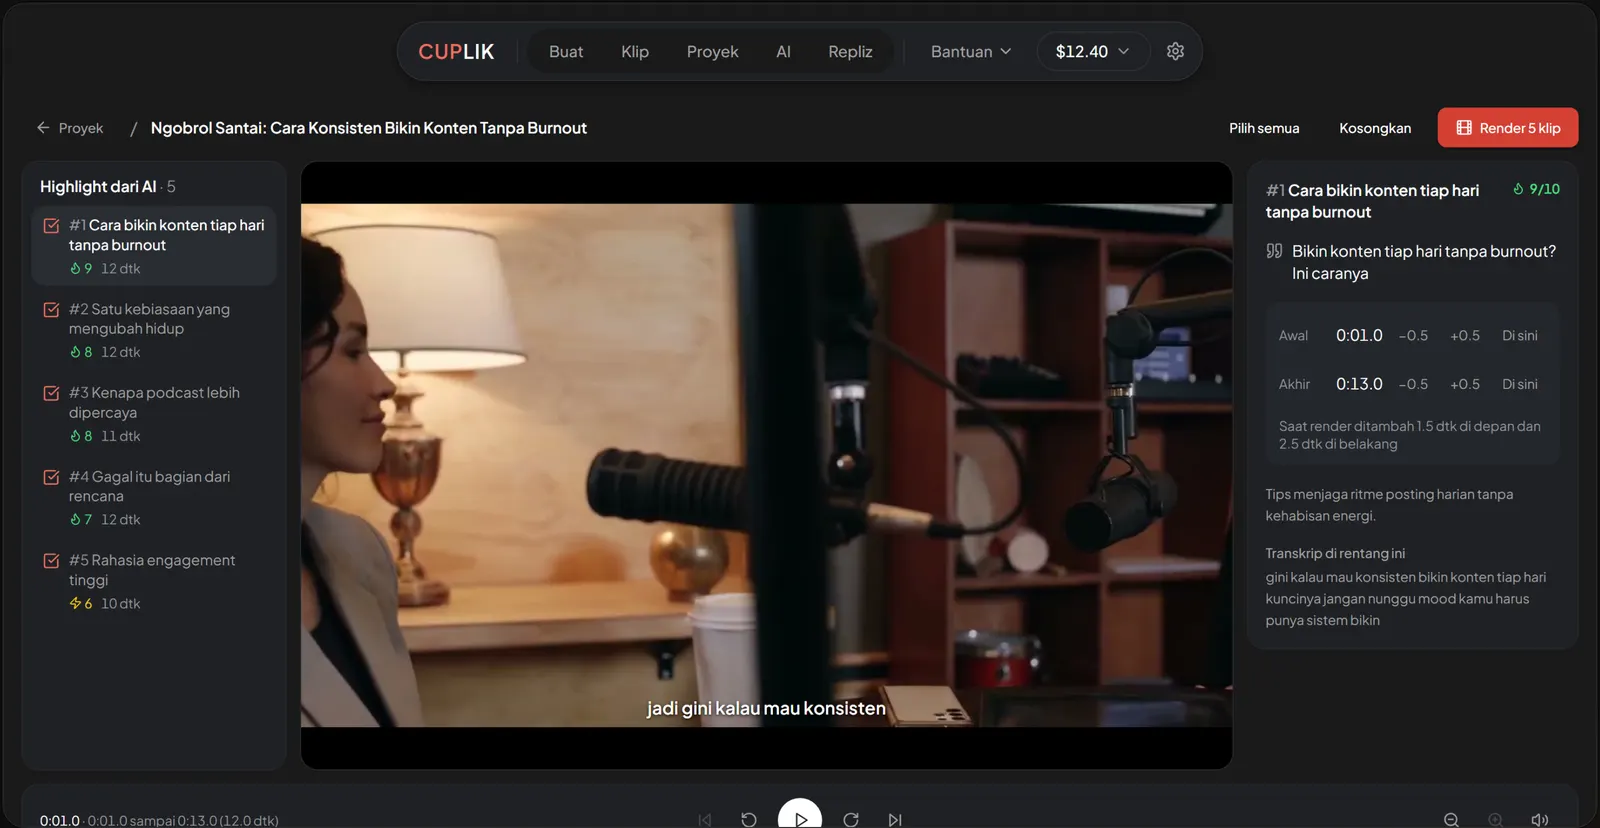 CUPLIK
Buat
Klip
Proyek
AI
Repliz
Bantuan
$12.40
Proyek
/
Ngobrol Santai: Cara Konsisten Bikin Konten Tanpa Burnout
Pilih semua
Kosongkan
Render 5 klip
Highlight dari AI · 5
#1 Cara bikin konten tiap hari
tanpa burnout
9 12 dtk
#2 Satu kebiasaan yang
mengubah hidup
8 12 dtk
#3 Kenapa podcast lebih
dipercaya
8 11 dtk
#4 Gagal itu bagian dari
rencana
7 12 dtk
#5 Rahasia engagement
tinggi
6 10 dtk
jadi gini kalau mau konsisten
#1 Cara bikin konten tiap hari
tanpa burnout
9/10
Bikin konten tiap hari tanpa burnout?
Ini caranya
Awal 0:01.0 −0.5 +0.5 Di sini
Akhir 0:13.0 −0.5 +0.5 Di sini
Saat render ditambah 1.5 dtk di depan dan
2.5 dtk di belakang
Tips menjaga ritme posting harian tanpa
kehabisan energi.
Transkrip di rentang ini
gini kalau mau konsisten bikin konten tiap hari
kuncinya jangan nunggu mood kamu harus
punya sistem bikin
0:01.0 · 0:01.0 sampai 0:13.0 (12.0 dtk)